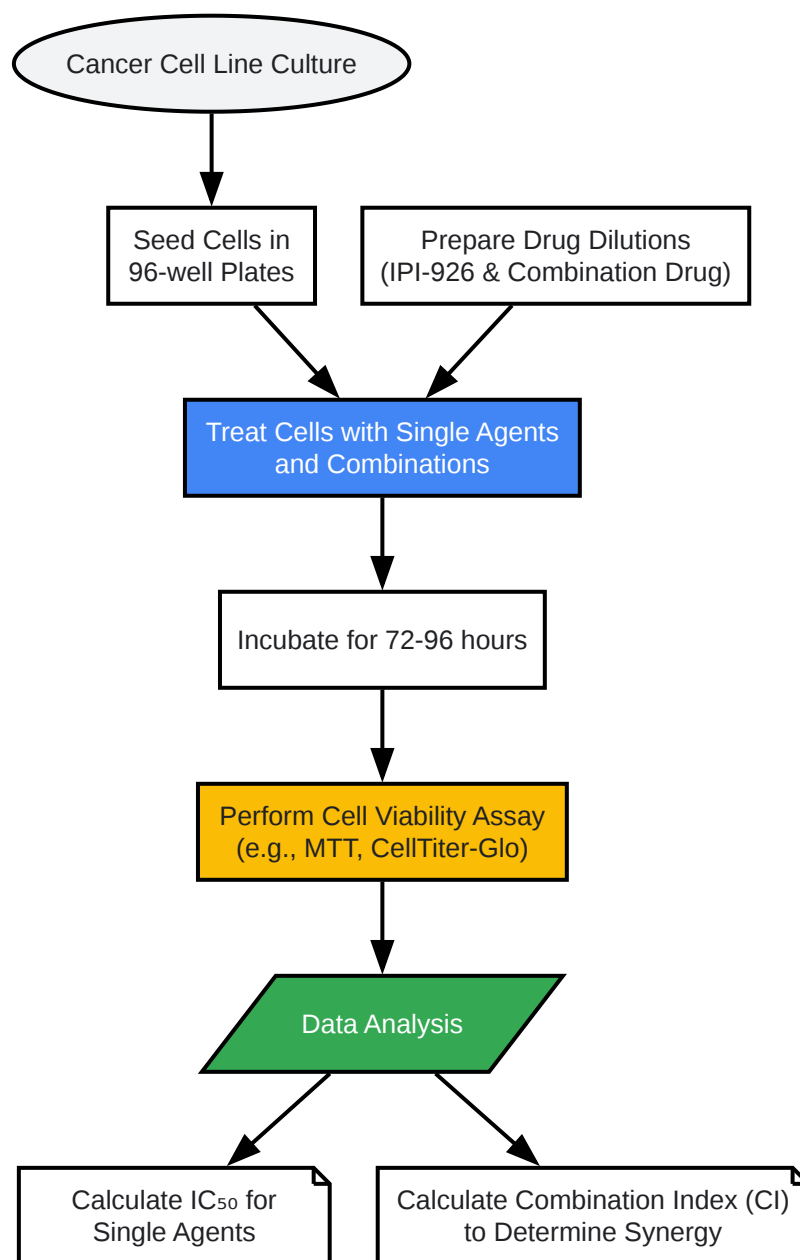 Cancer Cell Line Culture
Seed Cells in
96-well Plates
Prepare Drug Dilutions
(IPI-926 & Combination Drug)
Treat Cells with Single Agents
and Combinations
Incubate for 72-96 hours
Perform Cell Viability Assay
(e.g., MTT, CellTiter-Glo)
Data Analysis
Calculate IC₅₀ for
Single Agents
Calculate Combination Index (CI)
to Determine Synergy